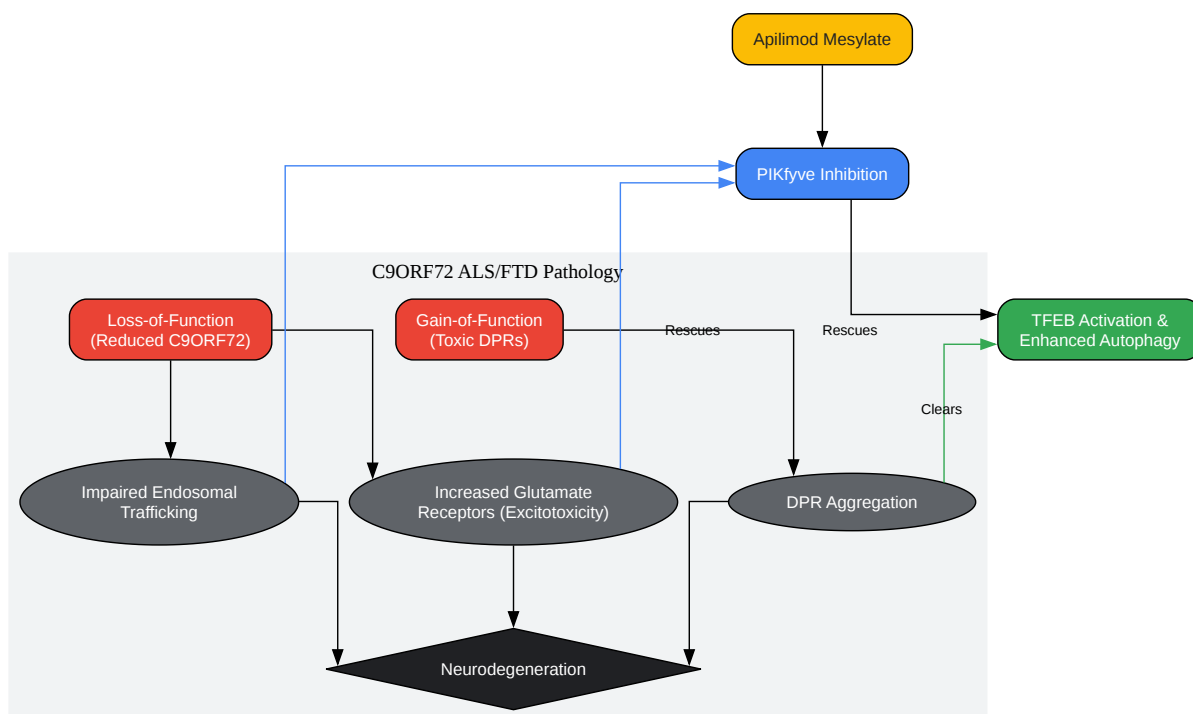 Apilimod Mesylate
PIKfyve Inhibition
C9ORF72 ALS/FTD Pathology
Loss-of-Function
(Reduced C9ORF72)
Gain-of-Function
(Toxic DPRs)
Rescues
Rescues
TFEB Activation &
Enhanced Autophagy
Clears
Impaired Endosomal
Trafficking
Increased Glutamate
Receptors (Excitotoxicity)
DPR Aggregation
Neurodegeneration